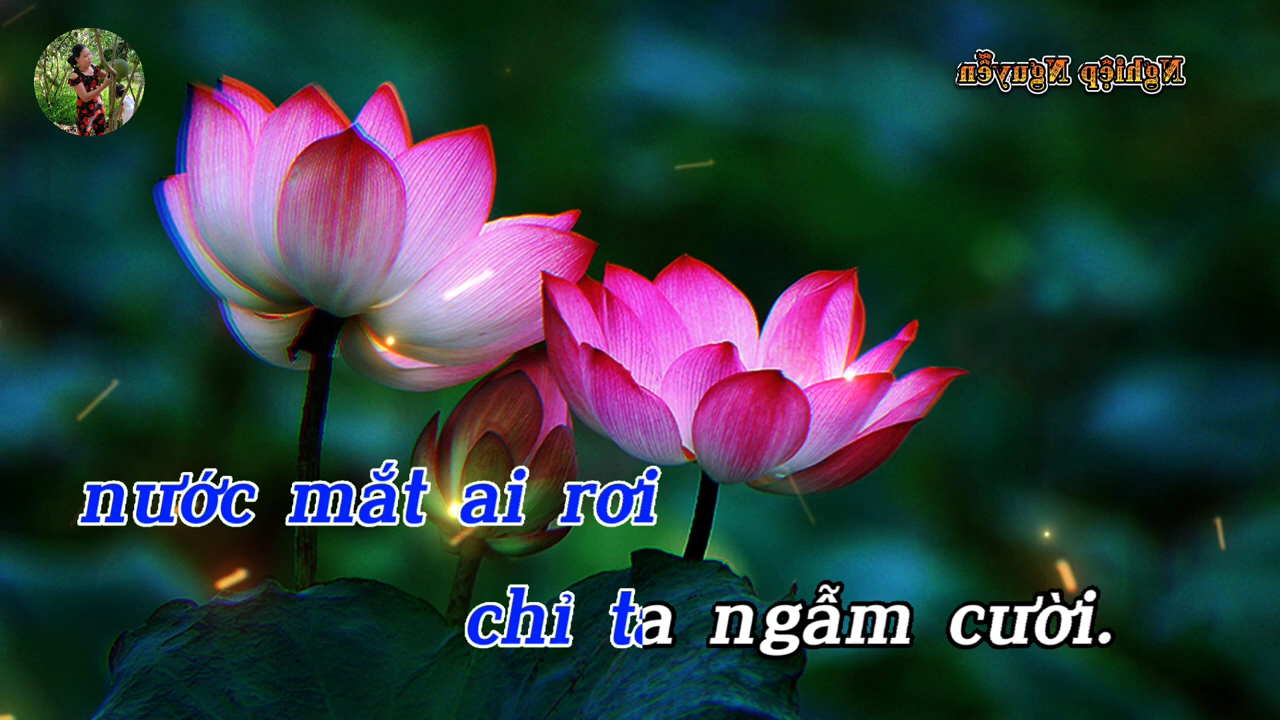 Nghiệp Nguyễn
nước mắt ai rơi
chỉ ta ngẫm cười.